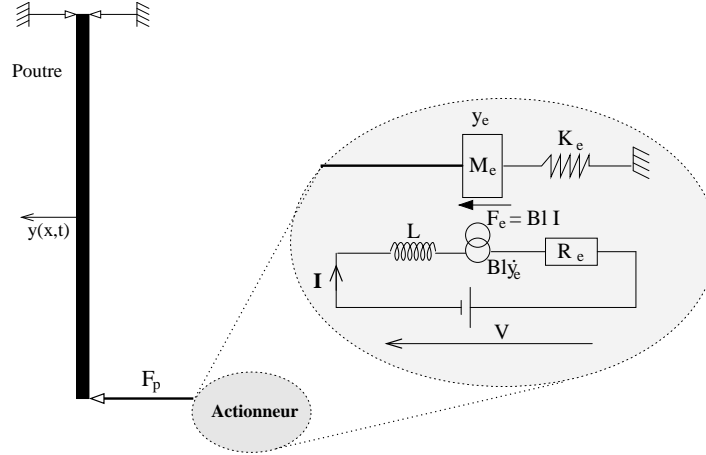 Poutre
y(x,t)
F_p
Actionneur
y_e
M_e
K_e
F_e = Bl I
L
Blẏ_e
R_e
I
V